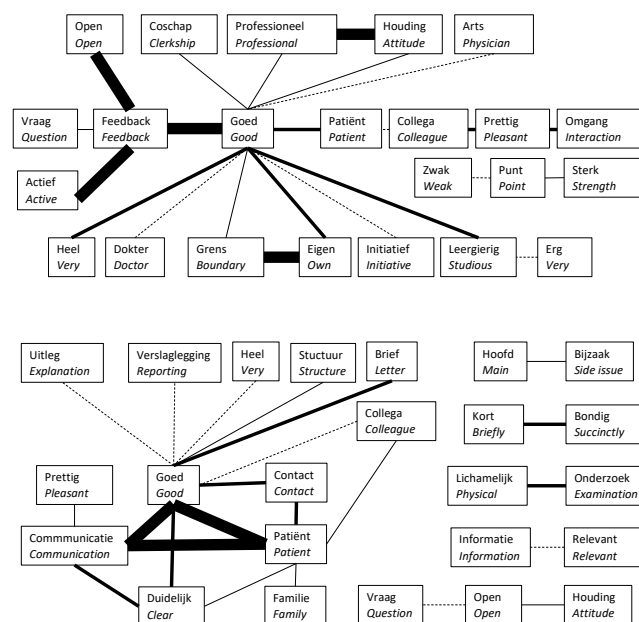 Open
Open
Coschap
Clerkship
Professioneel
Professional
Houding
Attitude
Arts
Physician
Vraag
Question
Feedback
Feedback
Goed
Good
Patiënt
Patient
Collega
Colleague
Prettig
Pleasant
Omgang
Interaction
Zwak
Weak
Punt
Point
Sterk
Strength
Actief
Active
Heel
Very
Dokter
Doctor
Grens
Boundary
Eigen
Own
Initiatief
Initiative
Leergierig
Studious
Erg
Very
Uitleg
Explanation
Verslaglegging
Reporting
Heel
Very
Stuctuur
Structure
Brief
Letter
Hoofd
Main
Bijzaak
Side issue
Collega
Colleague
Kort
Briefly
Bondig
Succinctly
Prettig
Pleasant
Goed
Good
Contact
Contact
Lichamelijk
Physical
Onderzoek
Examination
Commmunicatie
Communication
Patiënt
Patient
Informatie
Information
Relevant
Relevant
Duidelijk
Clear
Familie
Family
Vraag
Question
Open
Open
Houding
Attitude